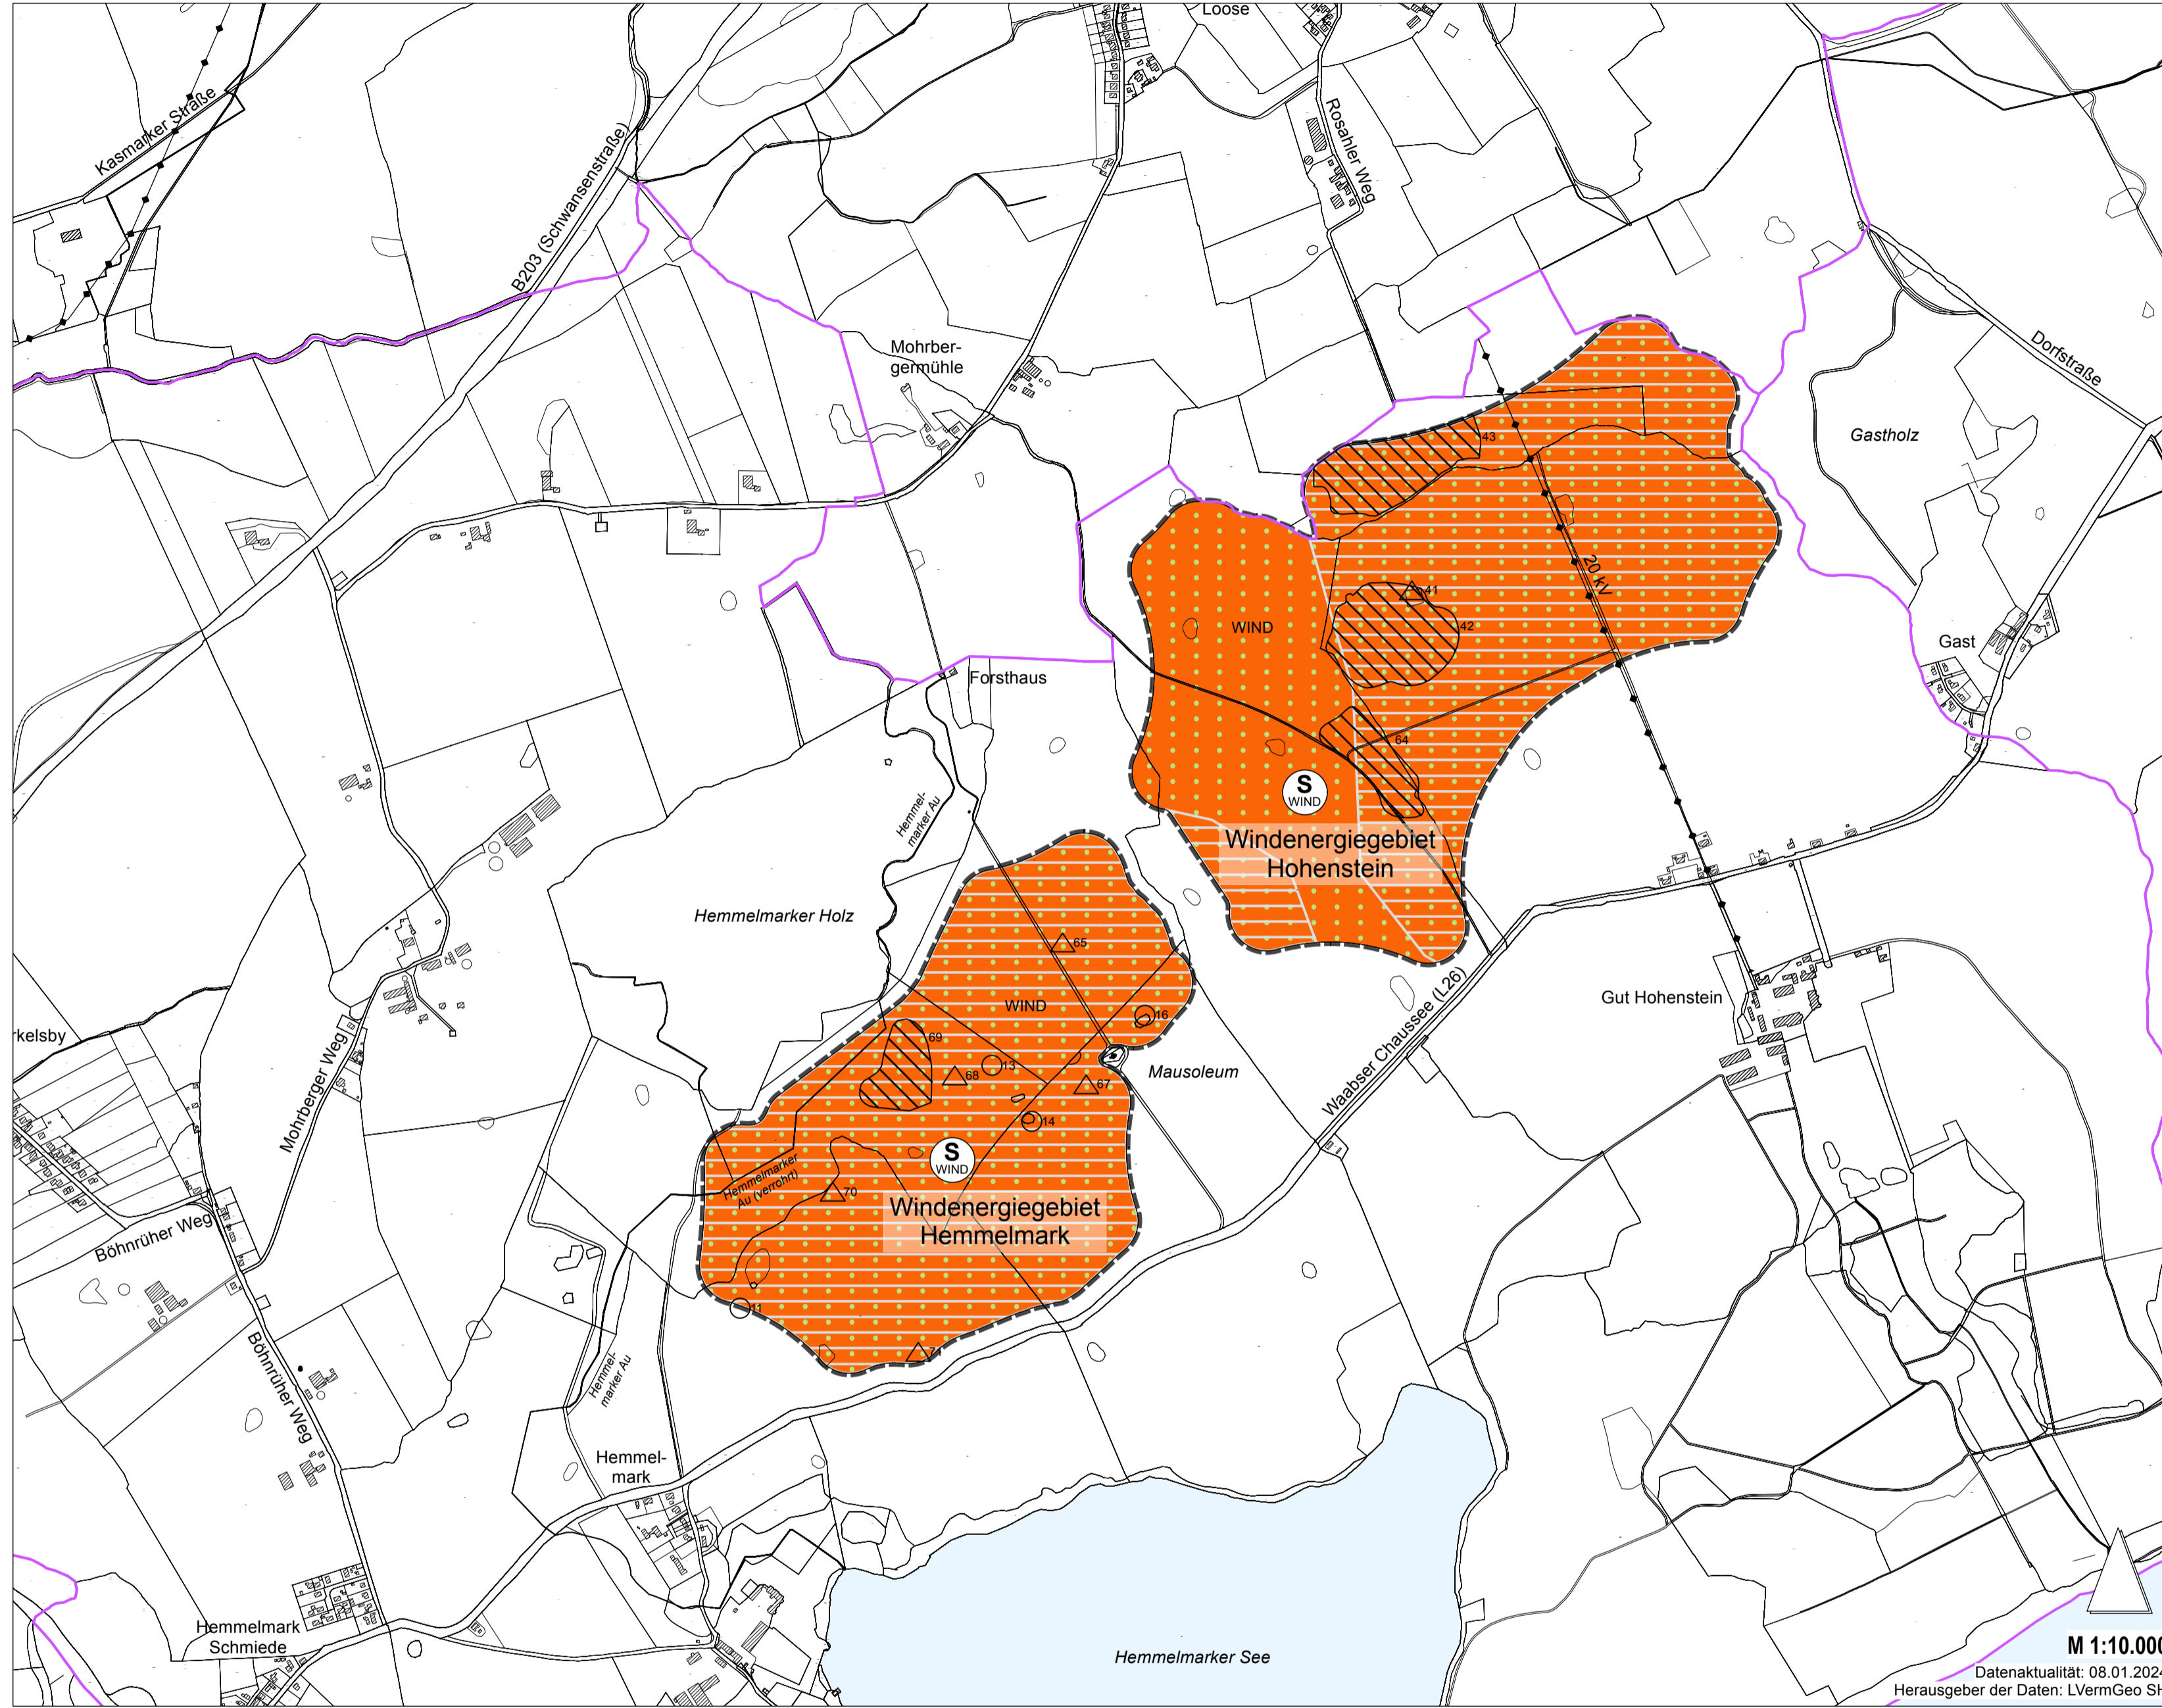 Loose
Kasmarker Straße
B203 (Schwansenstraße)
Rosahler Weg
Mohrber-
germühle
Dorfstraße
Gastholz
43
20 kV
41
42
WIND
Gast
Forsthaus
64
S
WIND
Hemmel-
marker Au
Windenergiegebiet
Hohenstein
Hemmelmarker Holz
65
WIND
Gut Hohenstein
16
rkelsby
69
13
68
67
Mausoleum
Waabser Chaussee (L26)
Mohrberger Weg
14
S
WIND
Hemmelmarker
Au (verrohrt)
70
Windenergiegebiet
Hemmelmark
Böhnrüher Weg
11
71
Böhnrüher Weg
Hemmel-
marker Au
Hemmel-
mark
Hemmelmark
Schmiede
Hemmelmarker See
M 1:10.000
Datenaktualität: 08.01.2024
Herausgeber der Daten: LVermGeo SH